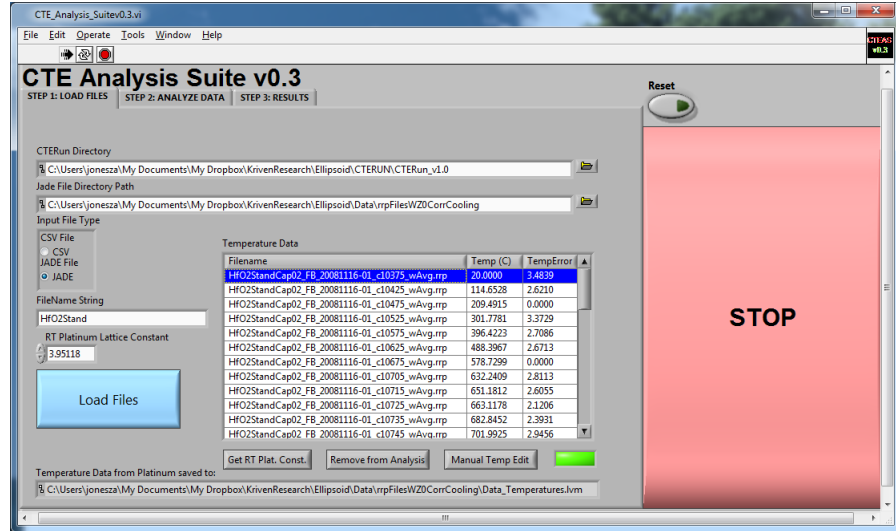 CTE_Analysis_Suitev0.3.vi
File Edit Operate Tools Window Help
CTEAS
v0.3
CTE Analysis Suite v0.3
STEP 1: LOAD FILES STEP 2: ANALYZE DATA STEP 3: RESULTS
Reset
CTERun Directory
C:\Users\jonesza\My Documents\My Dropbox\KrivenResearch\Ellipsoid\CTERUN\CTERun_v1.0
Jade File Directory Path
C:\Users\jonesza\My Documents\My Dropbox\KrivenResearch\Ellipsoid\Data\rrpFilesWZ0CorrCooling
Input File Type
CSV File
CSV
JADE File
JADE
FileName String
HfO2Stand
RT Platinum Lattice Constant
3.95118
Load Files
Temperature Data
Filename Temp (C) TempError
HfO2StandCap02_FB_20081116-01_c10375_wAvg.rrp 20.0000 3.4839
HfO2StandCap02_FB_20081116-01_c10425_wAvg.rrp 114.6528 2.6210
HfO2StandCap02_FB_20081116-01_c10475_wAvg.rrp 209.4915 0.0000
HfO2StandCap02_FB_20081116-01_c10525_wAvg.rrp 301.7781 3.3729
HfO2StandCap02_FB_20081116-01_c10575_wAvg.rrp 396.4223 2.7086
HfO2StandCap02_FB_20081116-01_c10625_wAvg.rrp 488.3967 2.6713
HfO2StandCap02_FB_20081116-01_c10675_wAvg.rrp 578.7299 0.0000
HfO2StandCap02_FB_20081116-01_c10705_wAvg.rrp 632.2409 2.8113
HfO2StandCap02_FB_20081116-01_c10715_wAvg.rrp 651.1812 2.6055
HfO2StandCap02_FB_20081116-01_c10725_wAvg.rrp 663.1178 2.1206
HfO2StandCap02_FB_20081116-01_c10735_wAvg.rrp 682.8452 2.3931
HfO2StandCap02_FB_20081116-01_c10745_wAvg.rrp 701.9925 2.9456
Get RT Plat. Const. Remove from Analysis Manual Temp Edit
Temperature Data from Platinum saved to:
C:\Users\jonesza\My Documents\My Dropbox\KrivenResearch\Ellipsoid\Data\rrpFilesWZ0CorrCooling\Data_Temperatures.lvm
STOP